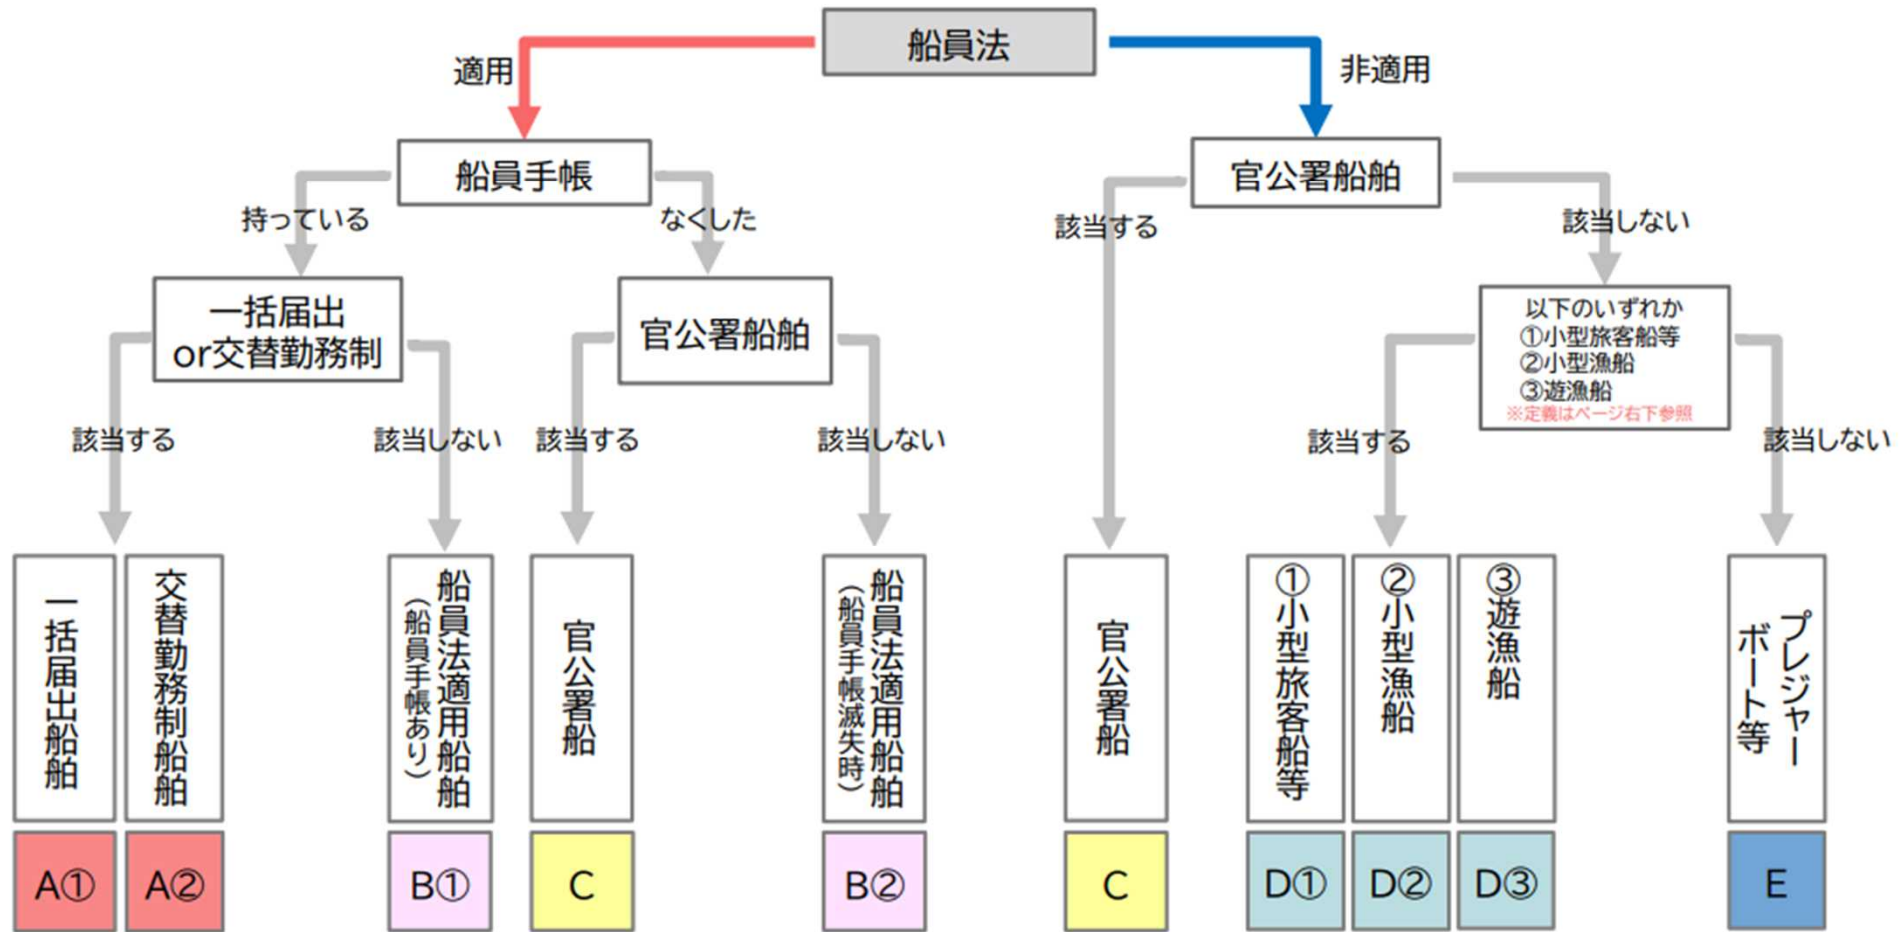 船員法
適用
非適用
船員手帳
官公署船舶
持っている
なくした
該当する
該当しない
一括届出
or交替勤務制
官公署船舶
以下のいずれか
①小型旅客船等
②小型漁船
③遊漁船
※定義はページ右下参照
該当する
該当しない
該当する
該当しない
該当する
該当しない
一括届出船舶
交替勤務制船舶
船員法適用船舶
(船員手帳あり)
官公署船
船員法適用船舶
(船員手帳滅失時)
官公署船
①小型旅客船等
②小型漁船
③遊漁船
プレジャー
ボート等
A①
A②
B①
C
B②
C
D①
D②
D③
E